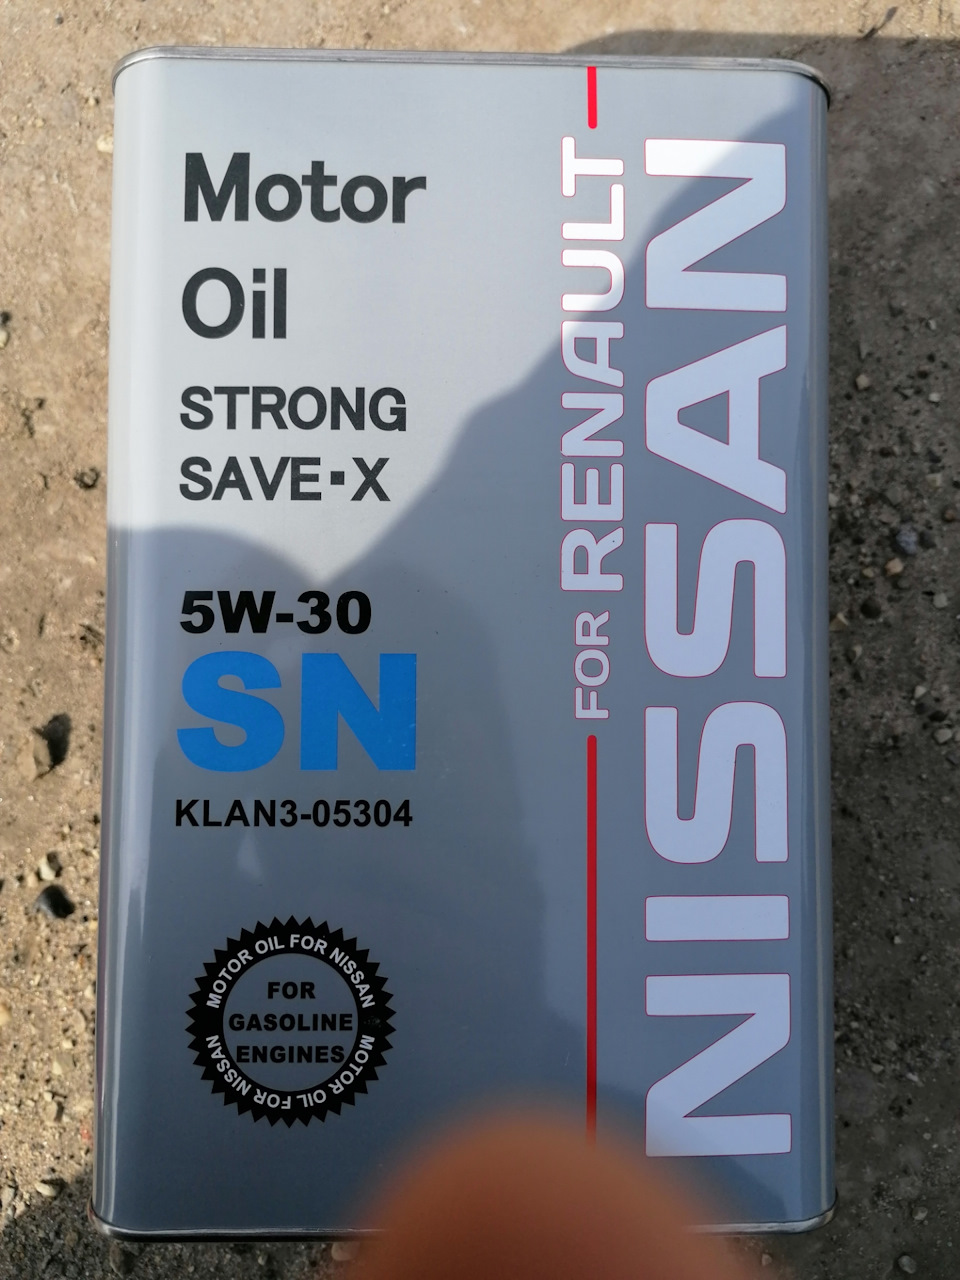 Motor
Oil
STRONG
SAVE·X
5W-30
SN
KLAN3-05304
MOTOR OIL FOR NISSAN
FOR
GASOLINE
ENGINES
MOTOR OIL FOR NISSAN
FOR RENAULT
NISSAN